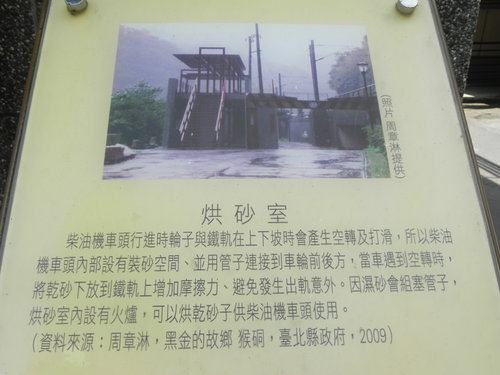 (照片 周章淋提供)
烘砂室
柴油機車頭行進時輪子與鐵軌在上下坡時會產生空轉及打滑，所以柴油
機車頭內部設有裝砂空間、並用管子連接到車輪前後方，當車遇到空轉時，
將乾砂下放到鐵軌上增加摩擦力、避免發生出軌意外。因濕砂會組塞管子，
烘砂室內設有火爐，可以烘乾砂子供柴油機車頭使用。
(資料來源：周章淋，黑金的故鄉 猴硐，臺北縣政府，2009)